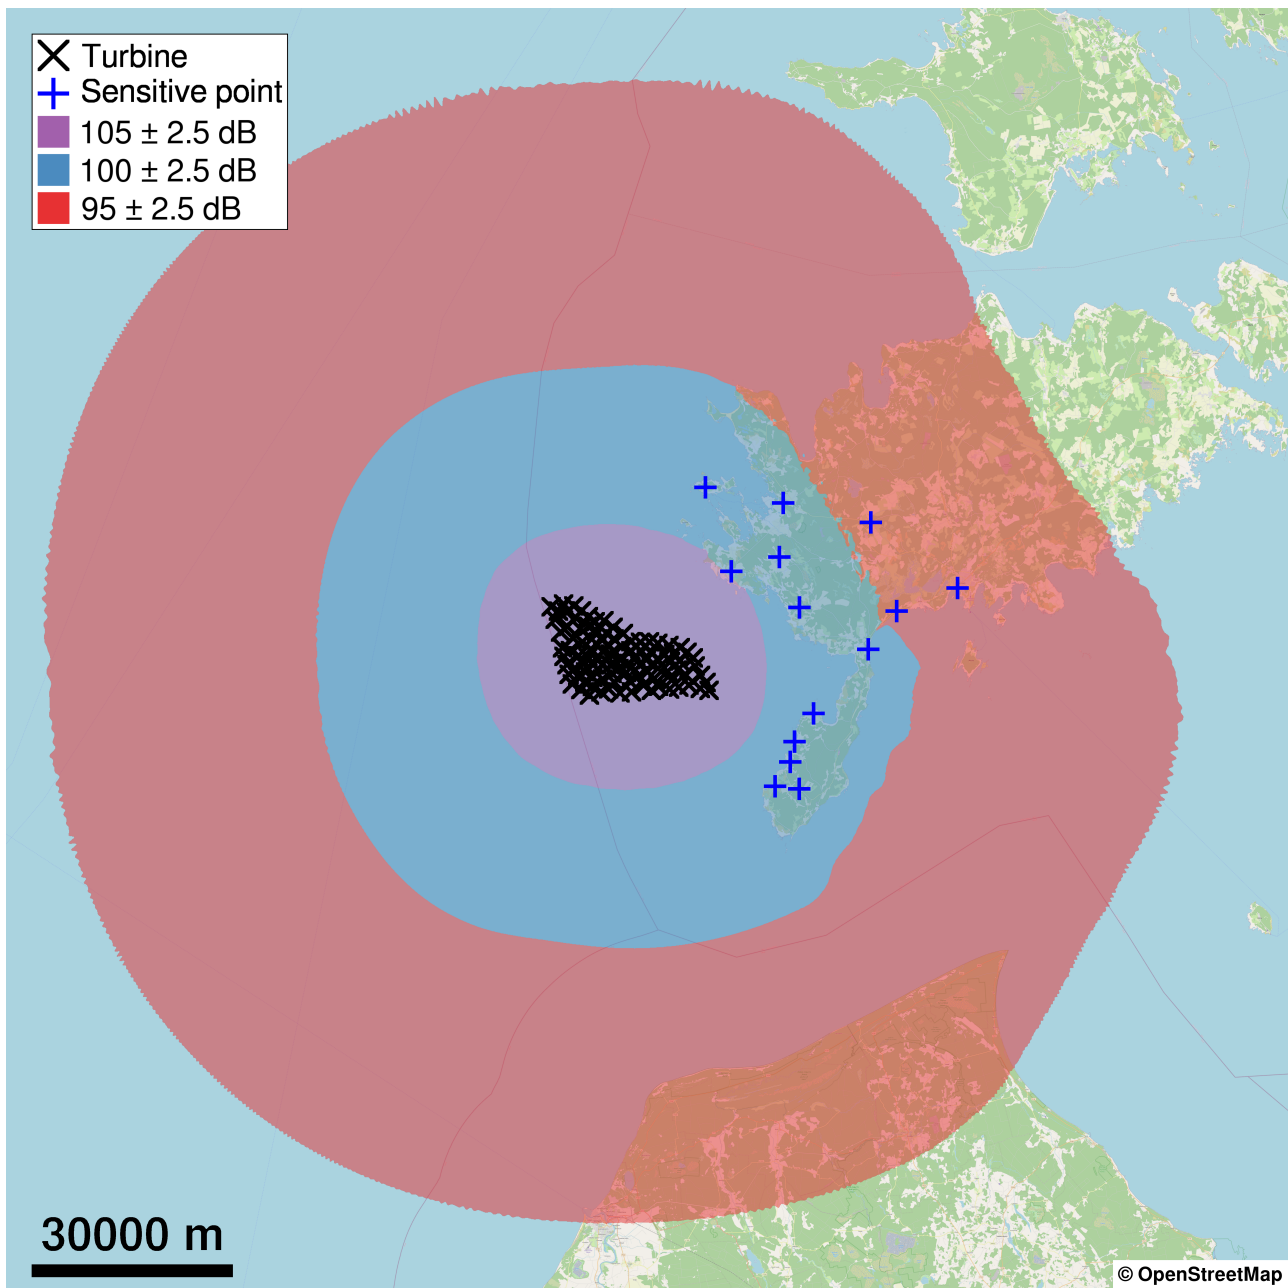 Turbine
Sensitive point
105 ± 2.5 dB
100 ± 2.5 dB
95 ± 2.5 dB
30000 m
© OpenStreetMap